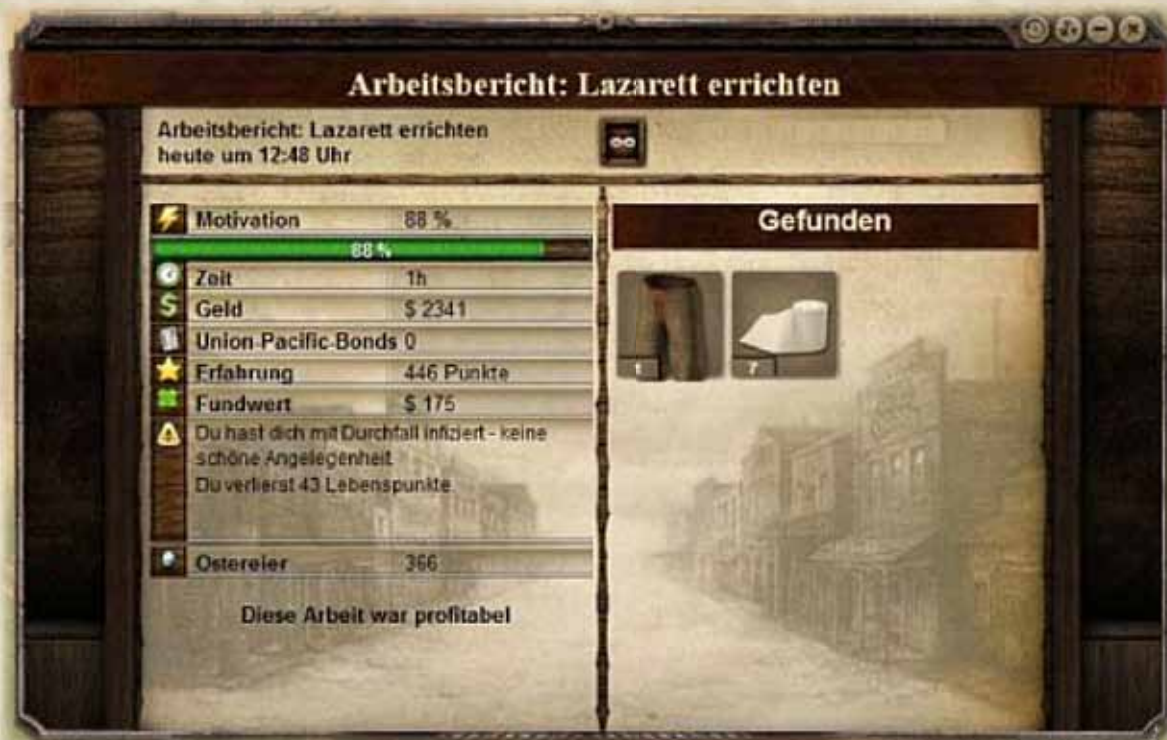 Arbeitsbericht: Lazarett errichten
Arbeitsbericht: Lazarett errichten
heute um 12:48 Uhr
Motivation 88 %
88 %
Zeit 1h
Geld $ 2341
Union-Pacific-Bonds 0
Erfahrung 446 Punkte
Fundwert $ 175
Du hast dich mit Durchfall infiziert - keine
schöne Angelegenheit.
Du verlierst 43 Lebenspunkte.
Ostereier 366
Diese Arbeit war profitabel
Gefunden
1
7